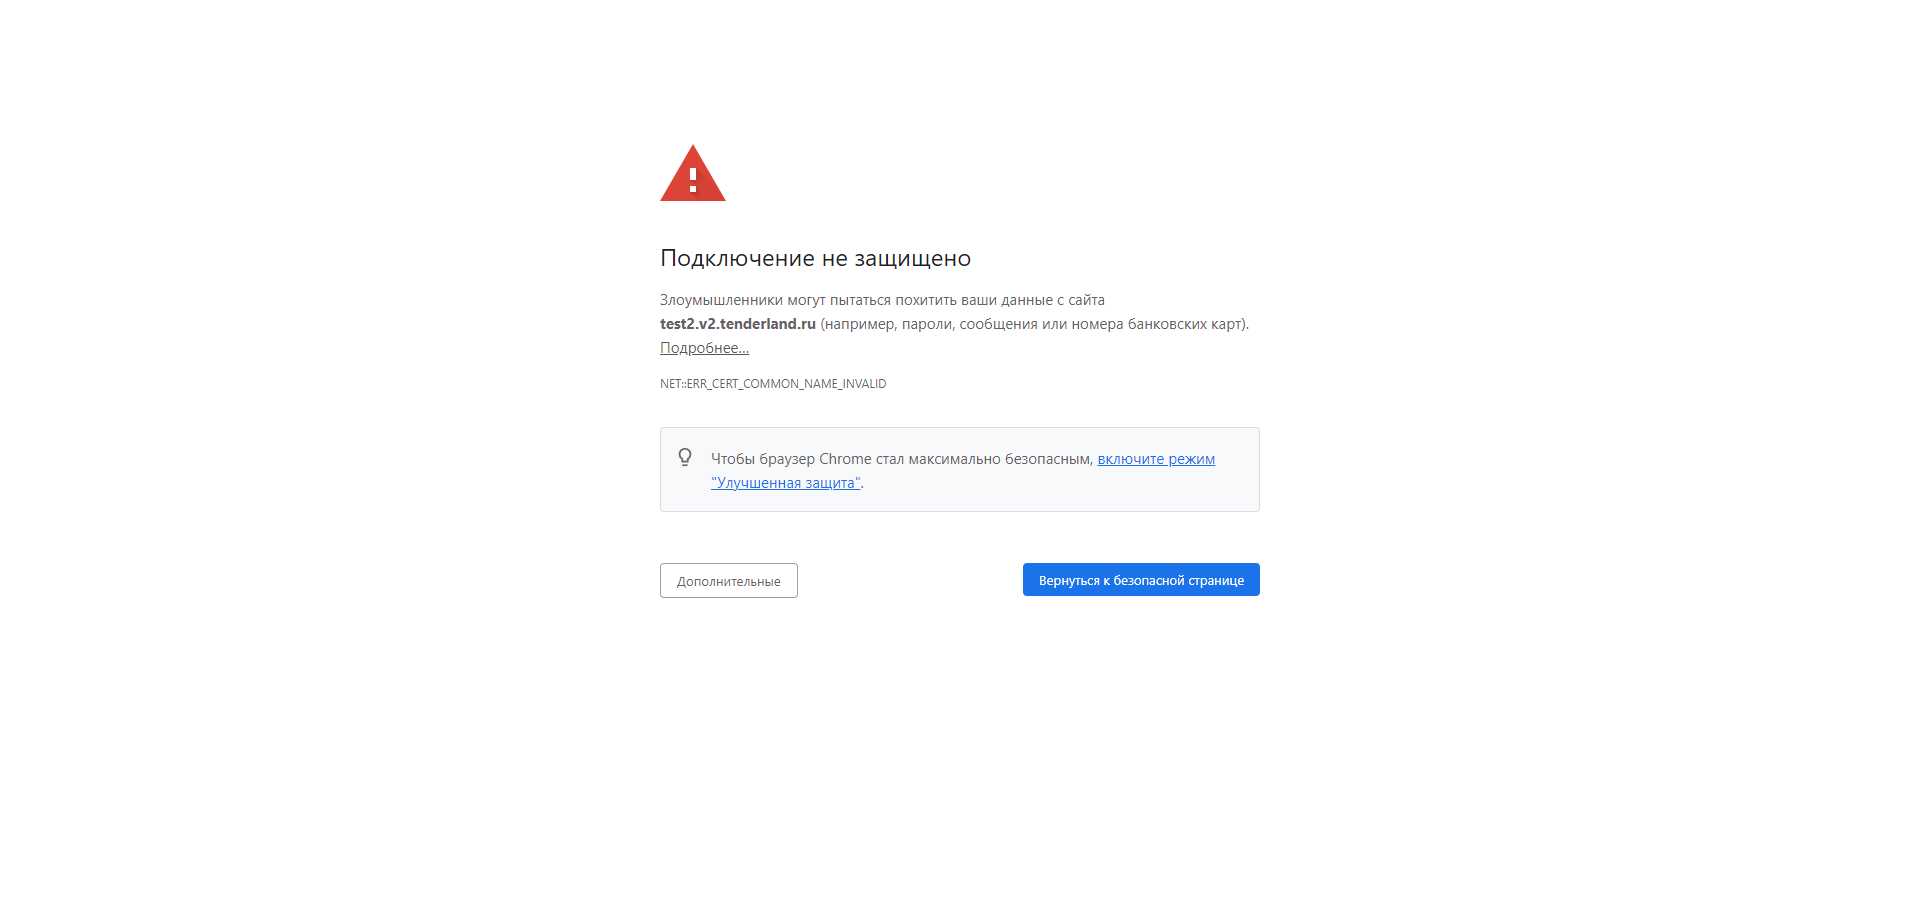 Подключение не защищено
Злоумышленники могут пытаться похитить ваши данные с сайта
test2.v2.tenderland.ru (например, пароли, сообщения или номера банковских карт).
Подробнее…
NET::ERR_CERT_COMMON_NAME_INVALID
Чтобы браузер Chrome стал максимально безопасным, включите режим
"Улучшенная защита".
Дополнительные
Вернуться к безопасной странице